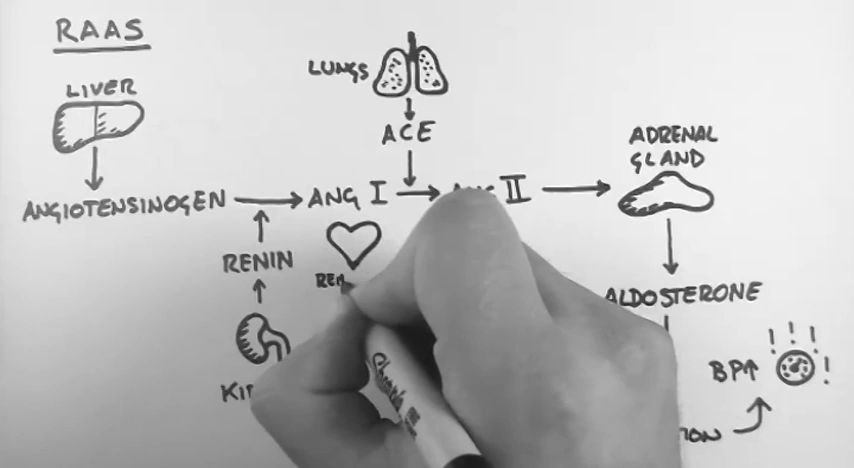 RAAS
LIVER
LUNGS
ACE
ADRENAL
GLAND
ANGIOTENSINOGEN
ANG I
II
RENIN
ALDOSTERONE
BP↑